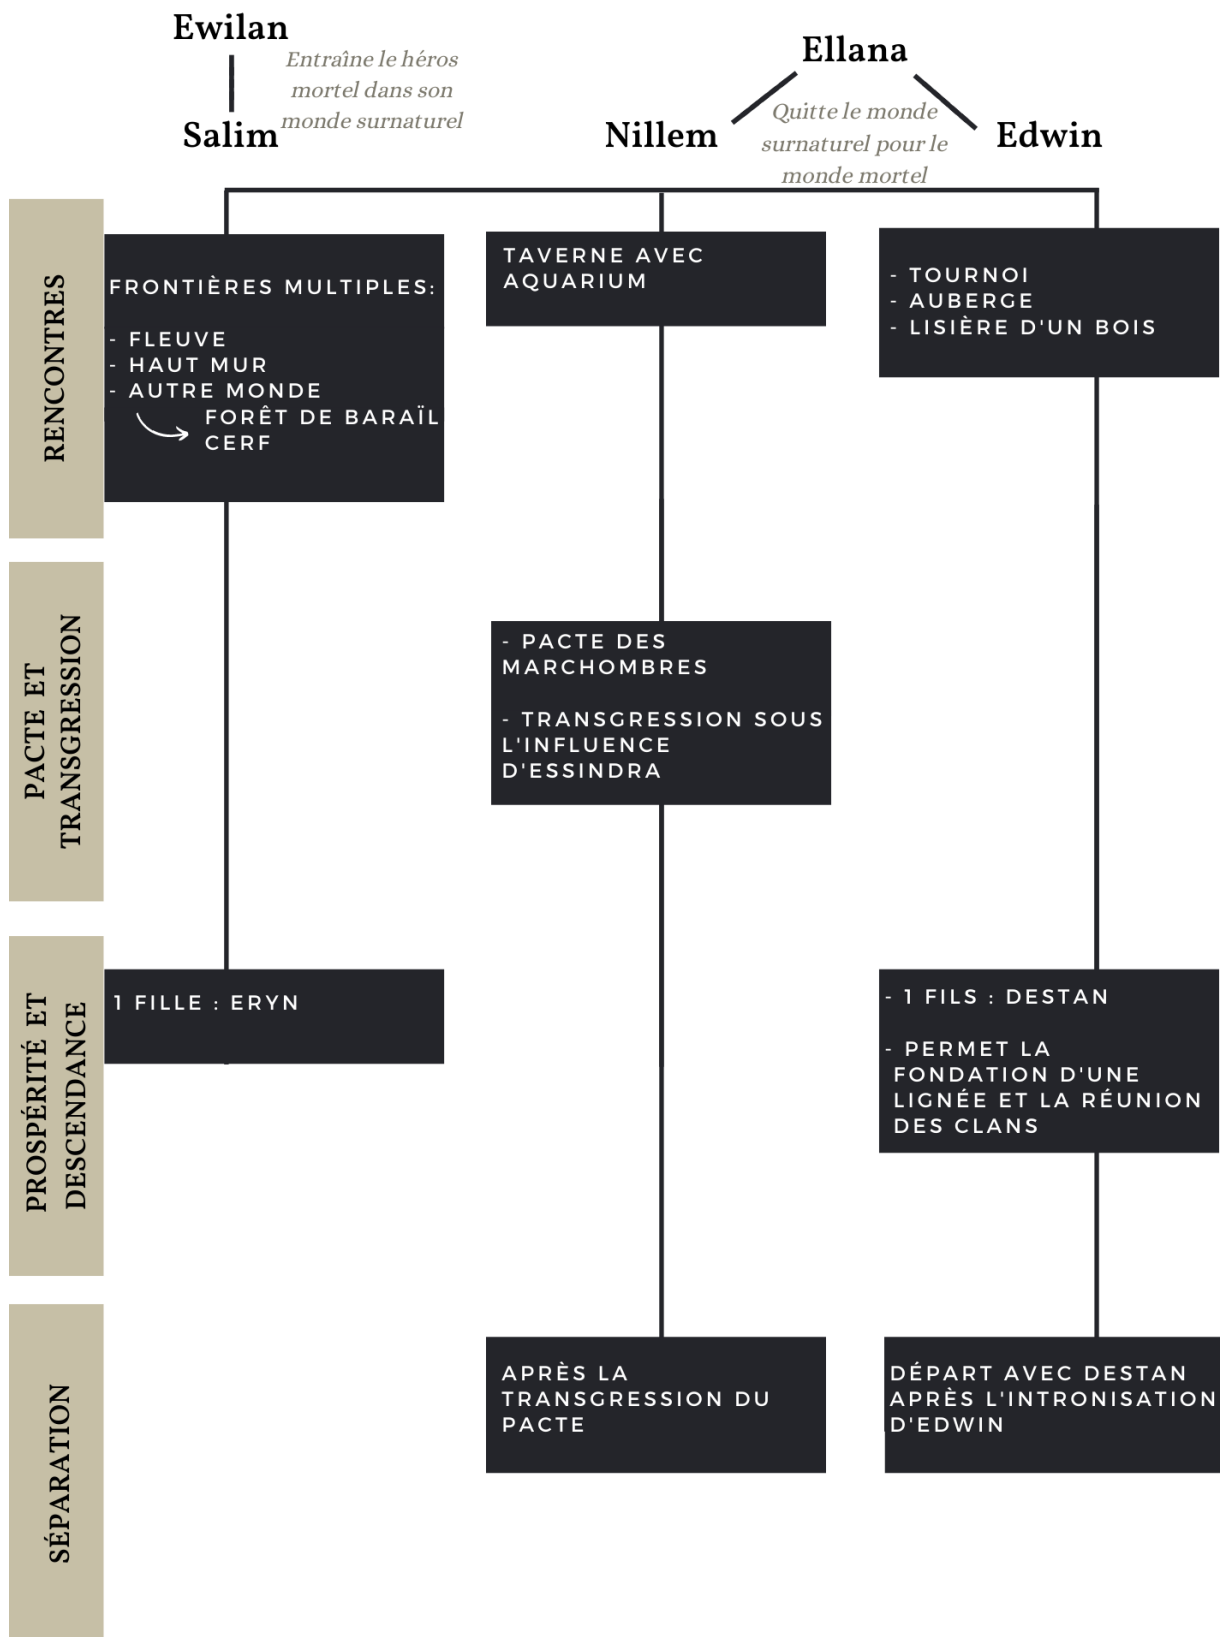 Ewilan
Entraîne le héros
mortel dans son
monde surnaturel
Salim
Ellana
Quitte le monde
surnaturel pour le
monde mortel
Nillem
Edwin
RENCONTRES
FRONTIÈRES MULTIPLES:
- FLEUVE
- HAUT MUR
- AUTRE MONDE
FORÊT DE BARAÏL
CERF
TAVERNE AVEC
AQUARIUM
- TOURNOI
- AUBERGE
- LISIÈRE D'UN BOIS
PACTE ET
TRANSGRESSION
- PACTE DES
MARCHOMBRES
- TRANSGRESSION SOUS
L'INFLUENCE
D'ESSINDRA
PROSPÉRITÉ ET
DESCENDANCE
1 FILLE : ERYN
- 1 FILS : DESTAN
- PERMET LA
FONDATION D'UNE
LIGNÉE ET LA RÉUNION
DES CLANS
SÉPARATION
APRÈS LA
TRANSGRESSION DU
PACTE
DÉPART AVEC DESTAN
APRÈS L'INTRONISATION
D'EDWIN